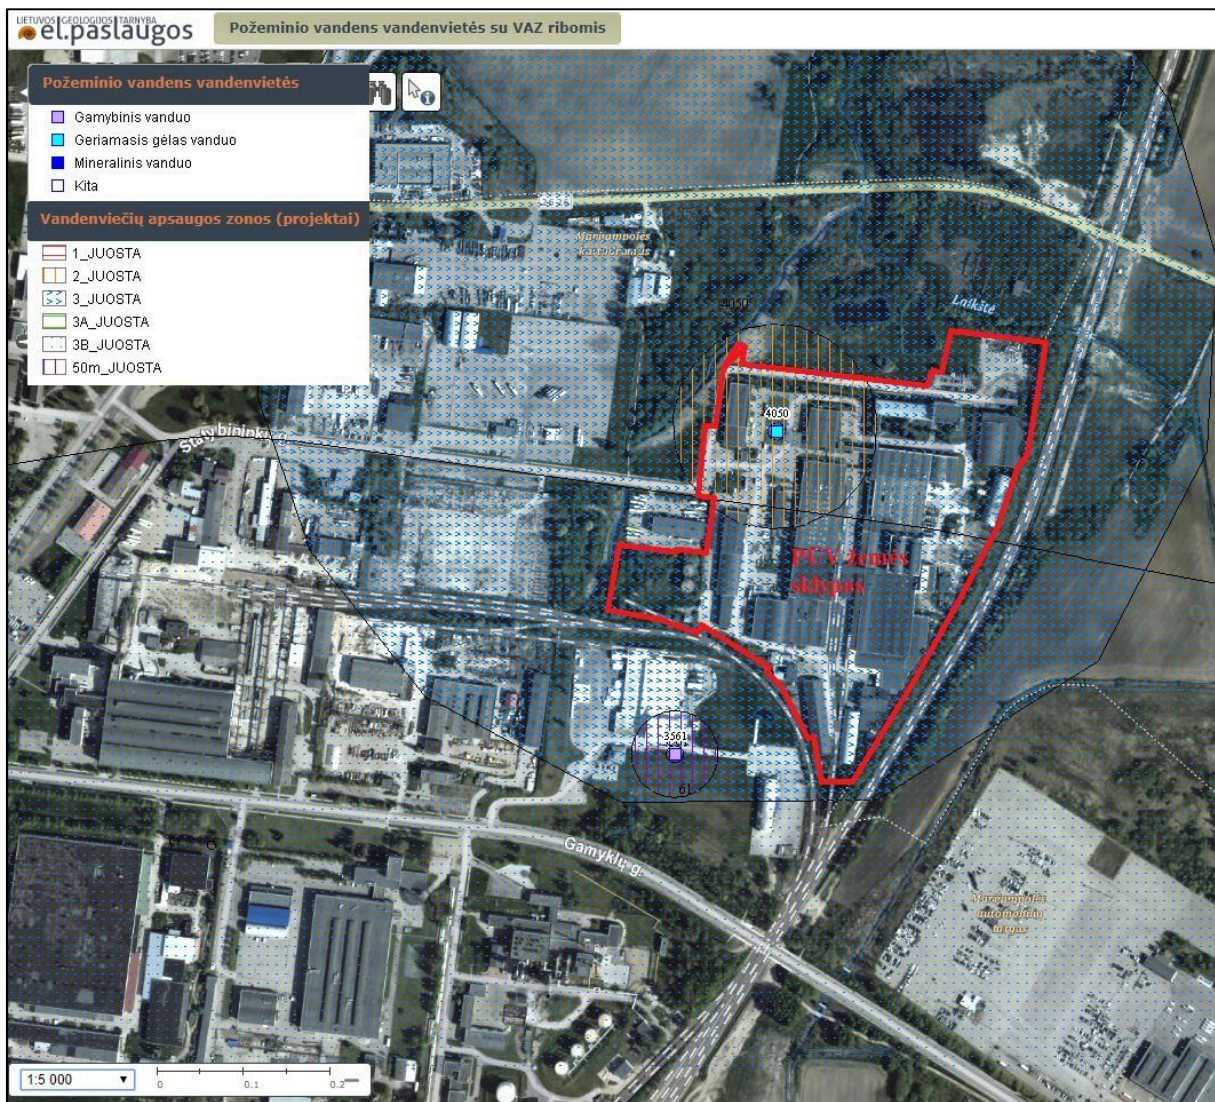 LIETUVOS GEOLOGIJOS TARNYBA
el.paslaugos
Požeminio vandens vandenvietės su VAZ ribomis
Požeminio vandens vandenvietės
Gamybinis vanduo
Geriamasis gėlas vanduo
Mineralinis vanduo
Kita
Vandenviečių apsaugos zonos (projektai)
1_JUOSTA
2_JUOSTA
3_JUOSTA
3A_JUOSTA
3B_JUOSTA
50m_JUOSTA
2626
Marijampolės
4050
Laikštė
4050
Statybininkų
PŪV žemės
sklypas
3561
61
Gamyklų g.
Marijampolės
automobilių
turgus
1:5 000
0
0.1
0.2